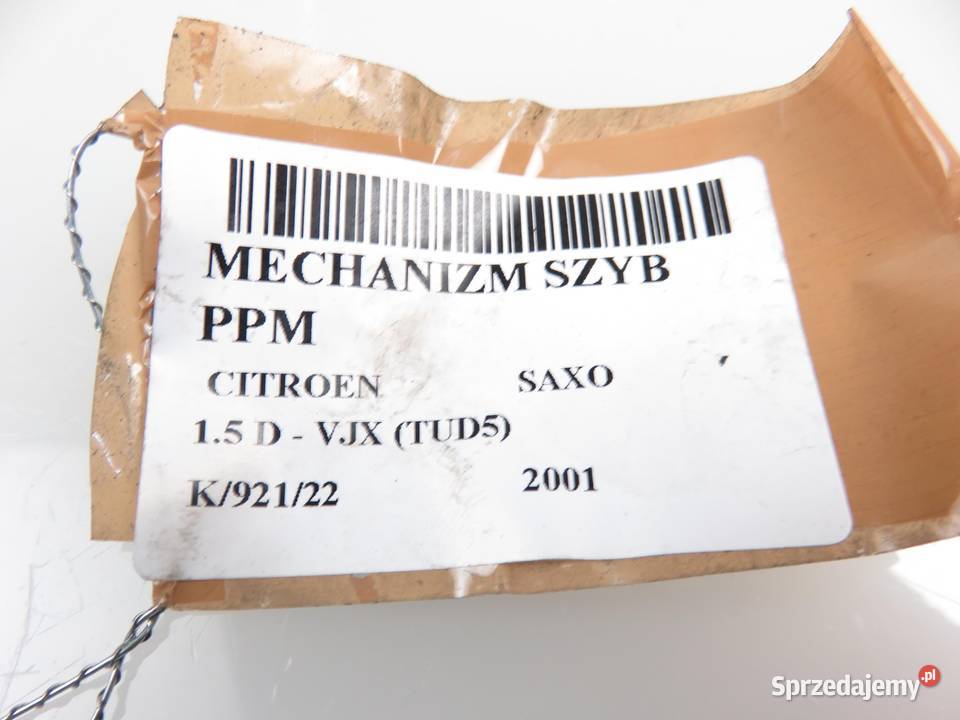 MECHANIZM SZYB
PPM
CITROEN SAXO
1.5 D - VJX (TUD5)
K/921/22 2001
Sprzedajemy.pl